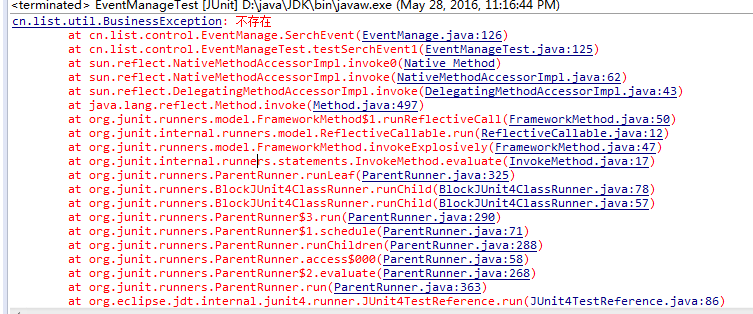 <terminated> EventManageTest [JUnit] D:\java\JDK\bin\javaw.exe (May 28, 2016, 11:16:44 PM)
cn.list.util.BusinessException: 不存在
at cn.list.control.EventManage.SerchEvent(EventManage.java:126)
at cn.list.control.EventManageTest.testSerchEvent1(EventManageTest.java:125)
at sun.reflect.NativeMethodAccessorImpl.invoke0(Native Method)
at sun.reflect.NativeMethodAccessorImpl.invoke(NativeMethodAccessorImpl.java:62)
at sun.reflect.DelegatingMethodAccessorImpl.invoke(DelegatingMethodAccessorImpl.java:43)
at java.lang.reflect.Method.invoke(Method.java:497)
at org.junit.runners.model.FrameworkMethod$1.runReflectiveCall(FrameworkMethod.java:50)
at org.junit.internal.runners.model.ReflectiveCallable.run(ReflectiveCallable.java:12)
at org.junit.runners.model.FrameworkMethod.invokeExplosively(FrameworkMethod.java:47)
at org.junit.internal.runners.statements.InvokeMethod.evaluate(InvokeMethod.java:17)
at org.junit.runners.ParentRunner.runLeaf(ParentRunner.java:325)
at org.junit.runners.BlockJUnit4ClassRunner.runChild(BlockJUnit4ClassRunner.java:78)
at org.junit.runners.BlockJUnit4ClassRunner.runChild(BlockJUnit4ClassRunner.java:57)
at org.junit.runners.ParentRunner$3.run(ParentRunner.java:290)
at org.junit.runners.ParentRunner$1.schedule(ParentRunner.java:71)
at org.junit.runners.ParentRunner.runChildren(ParentRunner.java:288)
at org.junit.runners.ParentRunner.access$000(ParentRunner.java:58)
at org.junit.runners.ParentRunner$2.evaluate(ParentRunner.java:268)
at org.junit.runners.ParentRunner.run(ParentRunner.java:363)
at org.eclipse.jdt.internal.junit4.runner.JUnit4TestReference.run(JUnit4TestReference.java:86)